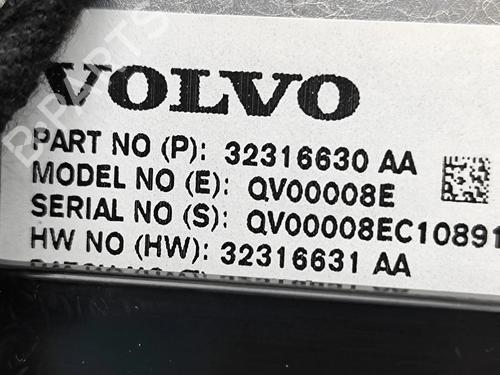 VOLVO
PART NO (P): 32316630 AA
MODEL NO (E): QV00008E
SERIAL NO (S): QV00008EC10891
HW NO (HW): 32316631 AA